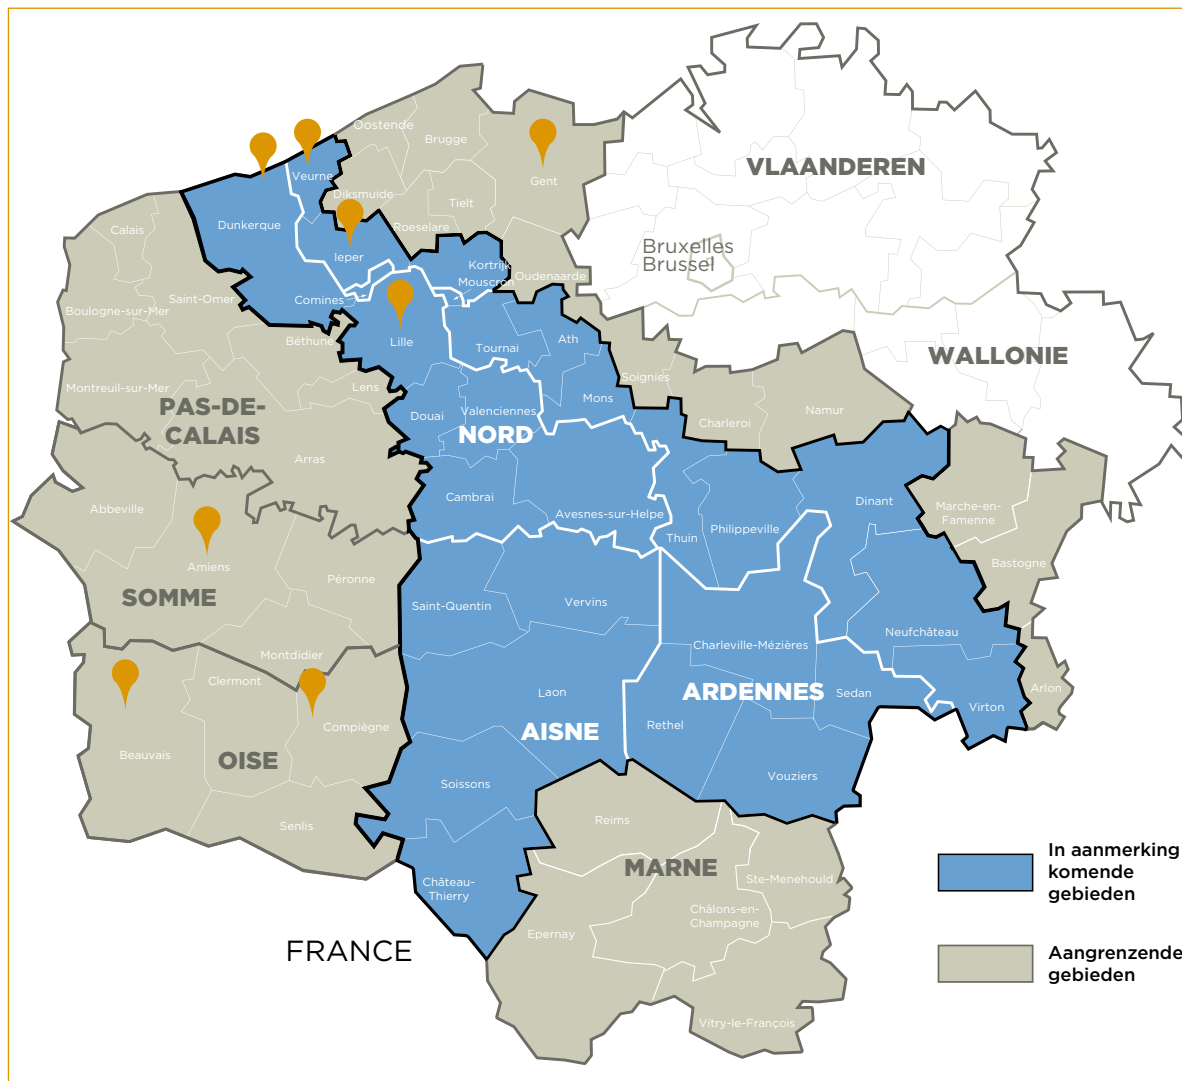 Oostende
Brugge
VLAANDEREN
Veurne
Gent
Diksmuide
Tielt
Calais
Dunkerque
Roeselare
Bruxelles
Brussel
Ieper
Kortrijk
Mouscron
Oudenaarde
Saint-Omer
Comines
Boulogne-sur-Mer
Béthune
Lille
Tournai
Ath
WALLONIE
Soignies
Montreuil-sur-Mer
Lens
PAS-DE-
CALAIS
Douai
Valenciennes
Mons
NORD
Charleroi
Namur
Arras
Abbeville
Cambrai
Avesnes-sur-Helpe
Thuin
Philippeville
Dinant
Marche-en-
Famenne
Amiens
Péronne
Bastogne
SOMME
Saint-Quentin
Vervins
Neufchâteau
Montdidier
Charleville-Mézières
Clermont
Laon
ARDENNES
Sedan
Arlon
Virton
Compiègne
Rethel
AISNE
Beauvais
OISE
Soissons
Vouziers
Senlis
Reims
MARNE
Château-
Thierry
Ste-Menehould
Châlons-en-
Champagne
Epernay
FRANCE
Vitry-le-François
In aanmerking
komende
gebieden
Aangrenzende
gebieden